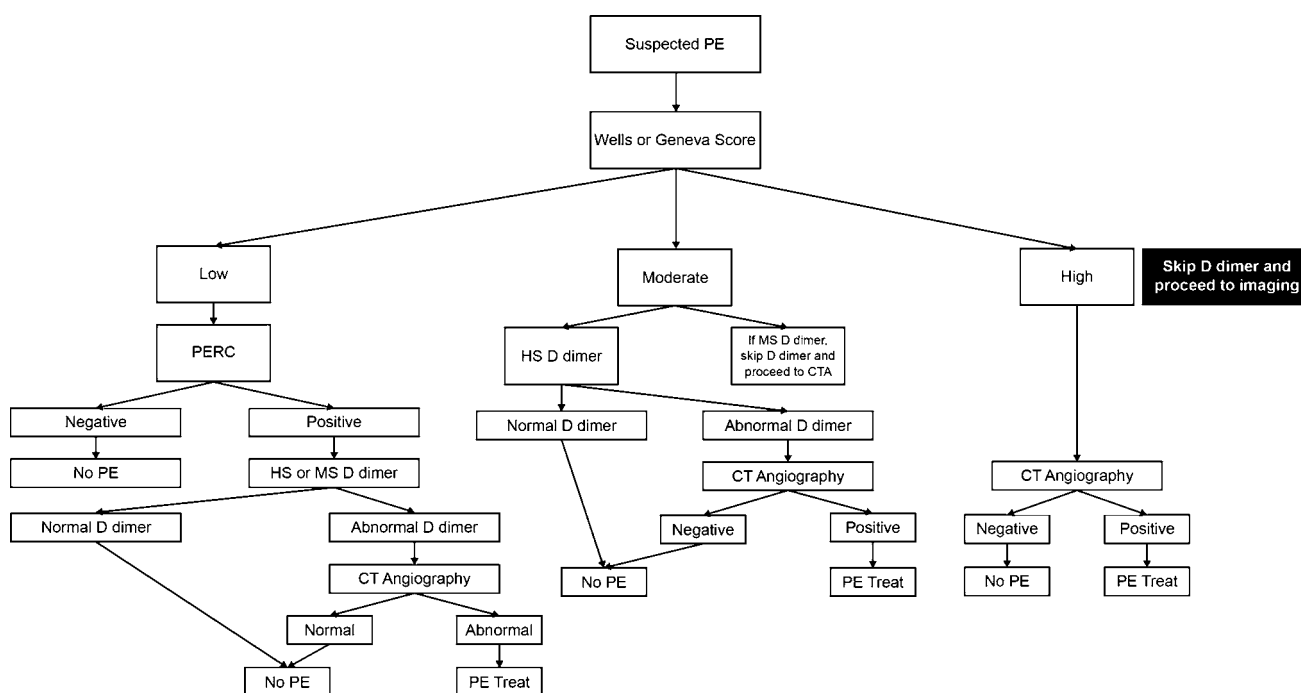 Suspected PE
Wells or Geneva Score
Low
Moderate
High
Skip D dimer and
proceed to imaging
PERC
HS D dimer
If MS D dimer,
skip D dimer and
proceed to CTA
Negative
Positive
Normal D dimer
Abnormal D dimer
No PE
HS or MS D dimer
CT Angiography
CT Angiography
Normal D dimer
Abnormal D dimer
Negative
Positive
Negative
Positive
CT Angiography
No PE
PE Treat
No PE
PE Treat
Normal
Abnormal
No PE
PE Treat